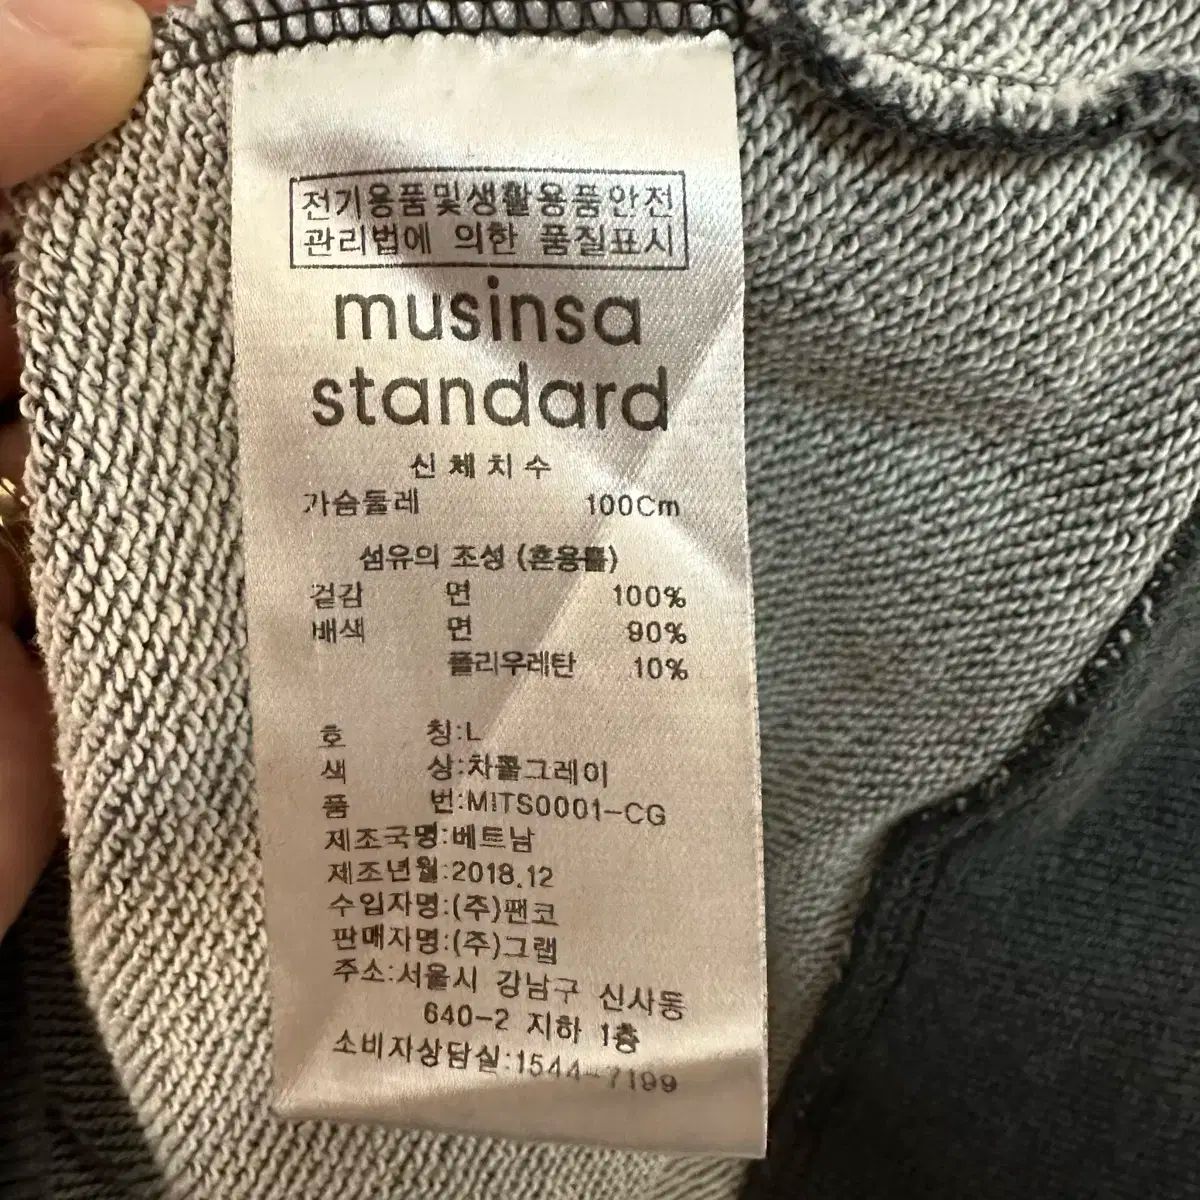 전기용품및생활용품안전
관리법에 의한 품질표시
musinsa
standard
신체치수
가슴둘레 100Cm
섬유의 조성 (혼용률)
겉감 면 100%
배색 면 90%
폴리우레탄 10%
호 칭:L
색 상:차콜그레이
품 번:MITS0001-CG
제조국명:베트남
제조년월:2018.12
수입자명:(주)팬코
판매자명:(주)그랩
주소:서울시 강남구 신사동
640-2 지하 1층
소비자상담실:1544-7199